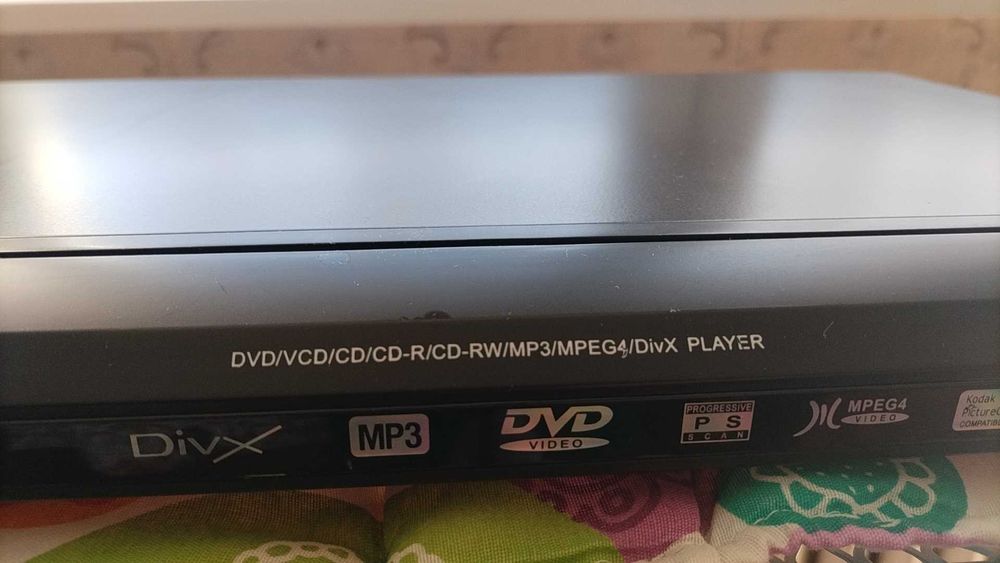 DVD/VCD/CD/CD-R/CD-RW/MP3/MPEG4/DivX PLAYER
DivX
MP3
DVD
VIDEO
PROGRESSIVE
P S
SCAN
MPEG4
VIDEO
Kodak